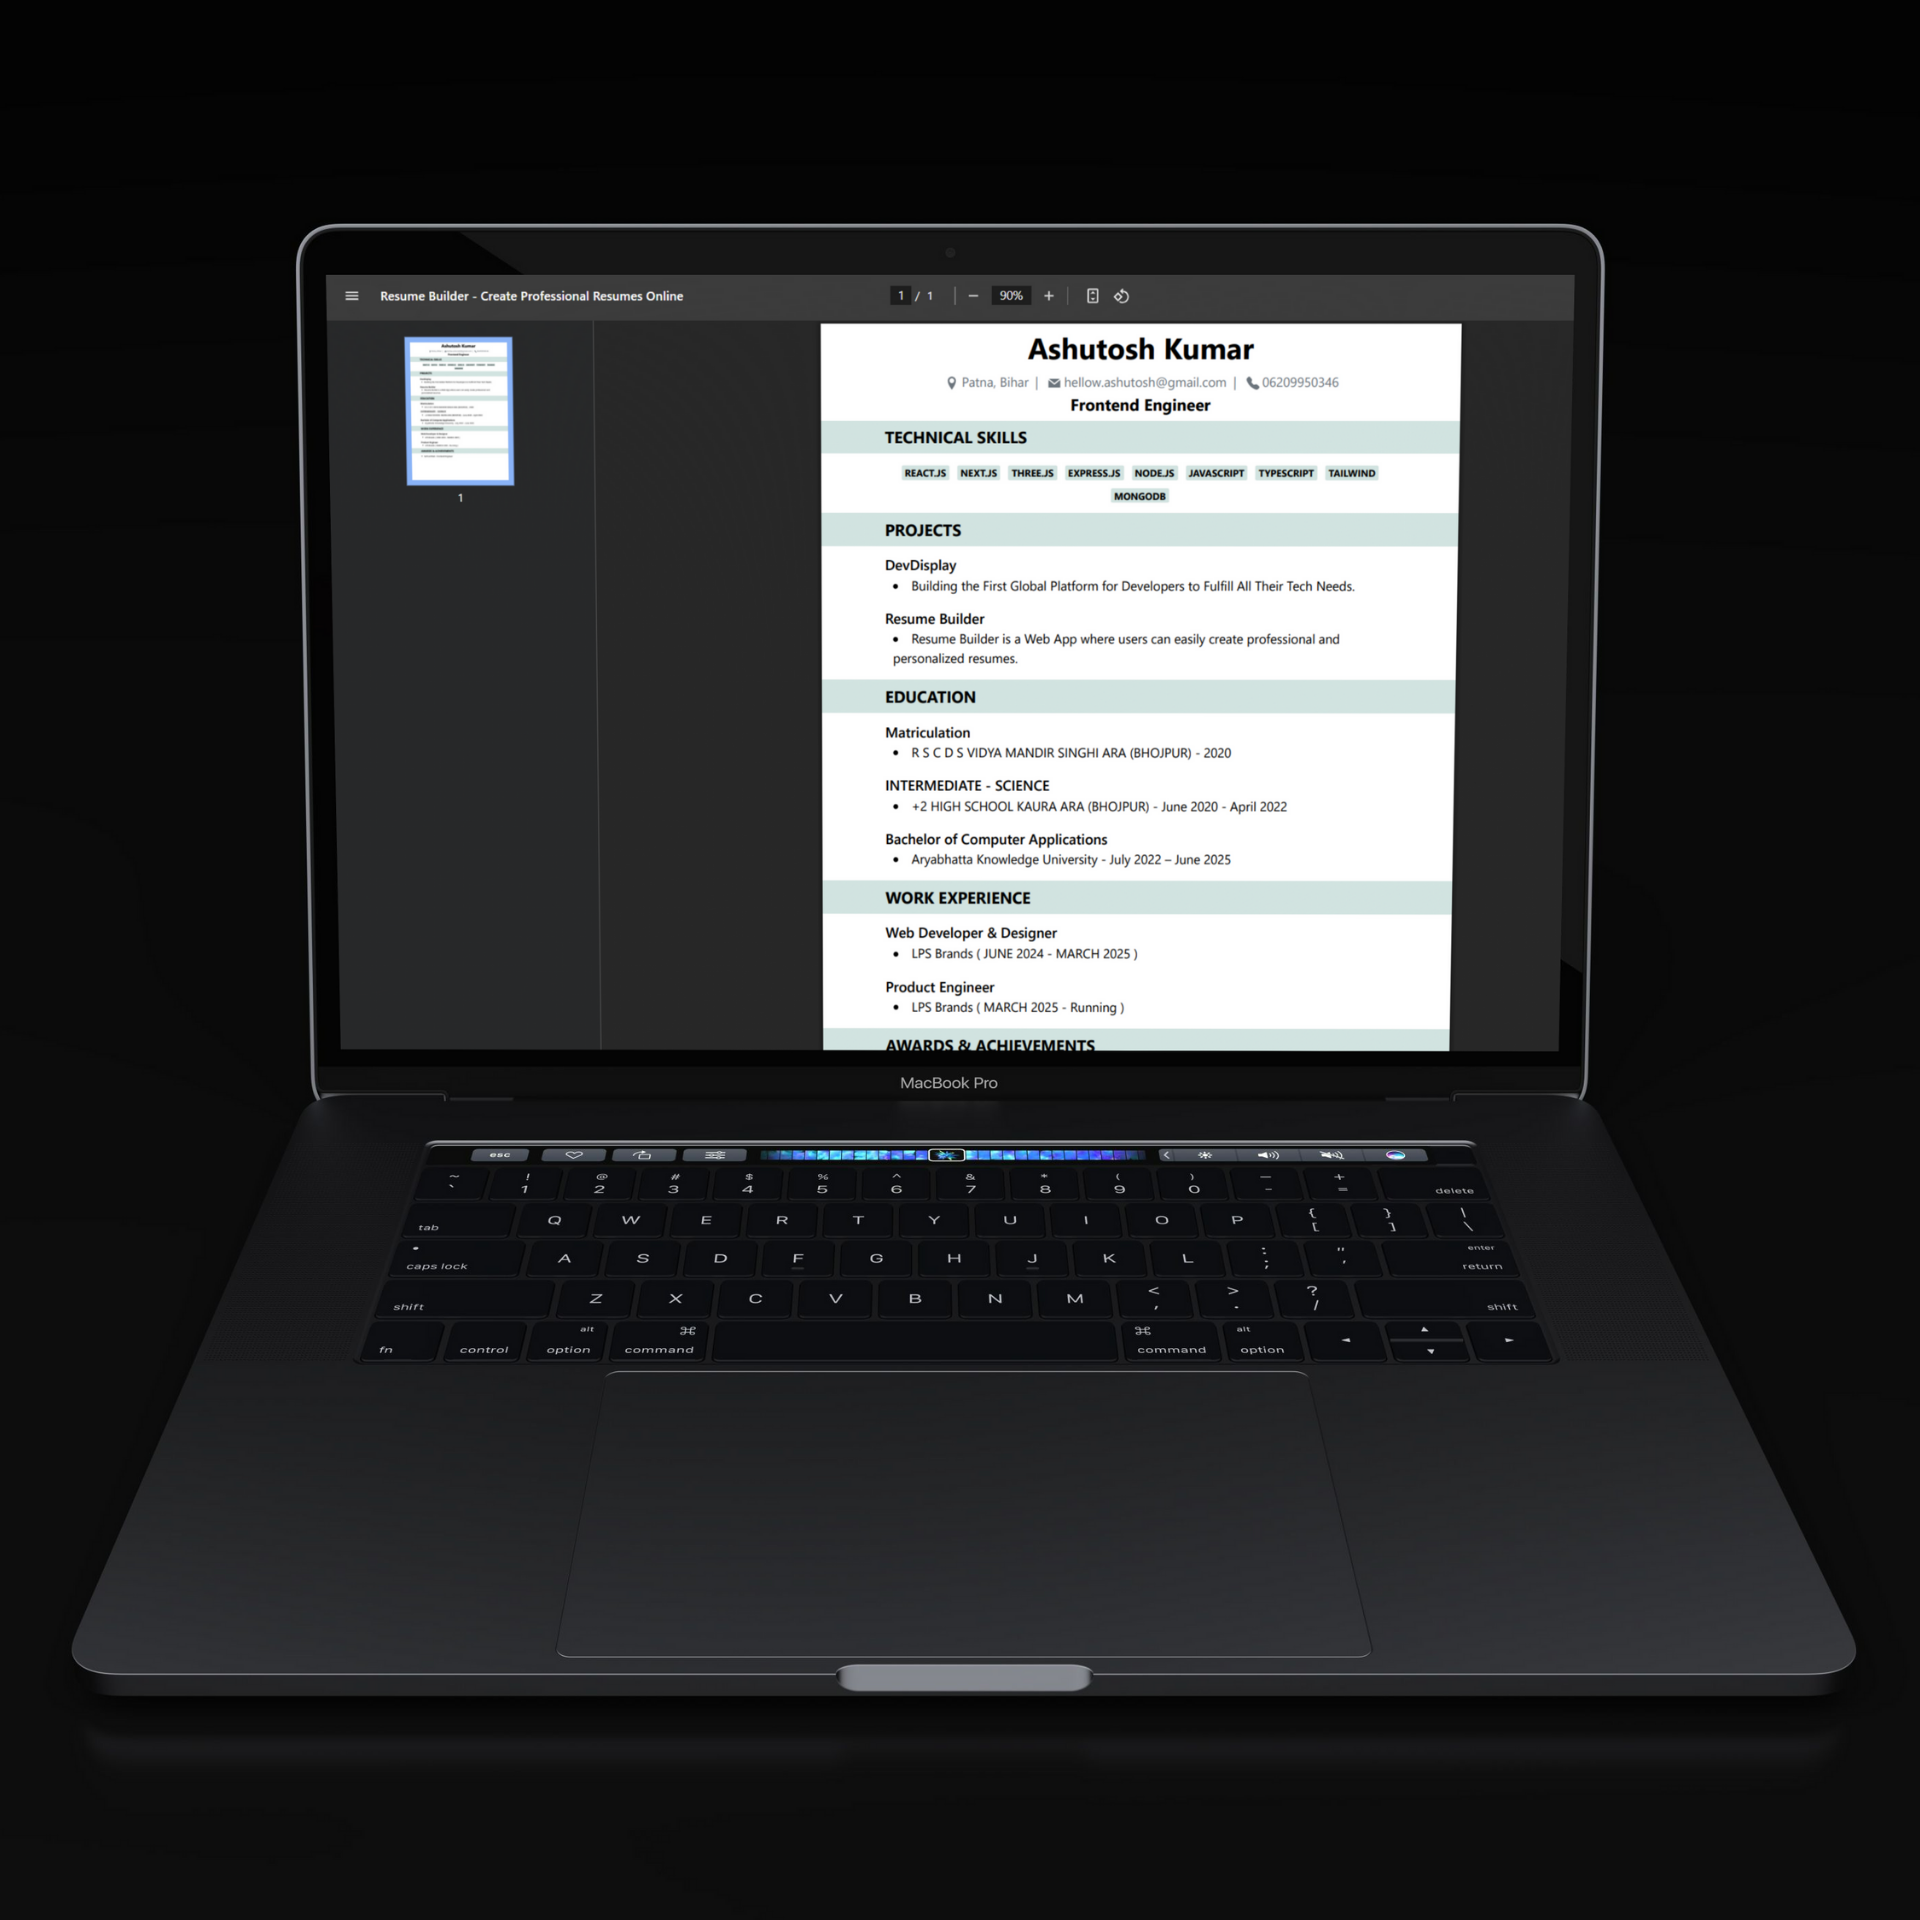 Resume Builder - Create Professional Resumes Online
1 / 1
90%
1
Ashutosh Kumar
Patna, Bihar | hellow.ashutosh@gmail.com | 06209950346
Frontend Engineer
TECHNICAL SKILLS
REACT.JS NEXT.JS THREE.JS EXPRESS.JS NODE.JS JAVASCRIPT TYPESCRIPT TAILWIND
MONGODB
PROJECTS
DevDisplay
• Building the First Global Platform for Developers to Fulfill All Their Tech Needs.
Resume Builder
• Resume Builder is a Web App where users can easily create professional and
personalized resumes.
EDUCATION
Matriculation
• R S C D S VIDYA MANDIR SINGHI ARA (BHOJPUR) - 2020
INTERMEDIATE - SCIENCE
• +2 HIGH SCHOOL KAURA ARA (BHOJPUR) - June 2020 - April 2022
Bachelor of Computer Applications
• Aryabhatta Knowledge University - July 2022 – June 2025
WORK EXPERIENCE
Web Developer & Designer
• LPS Brands ( JUNE 2024 - MARCH 2025 )
Product Engineer
• LPS Brands ( MARCH 2025 - Running )
AWARDS & ACHIEVEMENTS
MacBook Pro
esc
~ ! @ # $ % ^ & * ( ) — +
` 1 2 3 4 5 6 7 8 9 0 - = delete
tab Q W E R T Y U I O P { [ } ] | \
caps lock A S D F G H J K L : ; " ' enter return
shift Z X C V B N M < , > . ? / shift
fn control alt option ⌘ command ⌘ command alt option